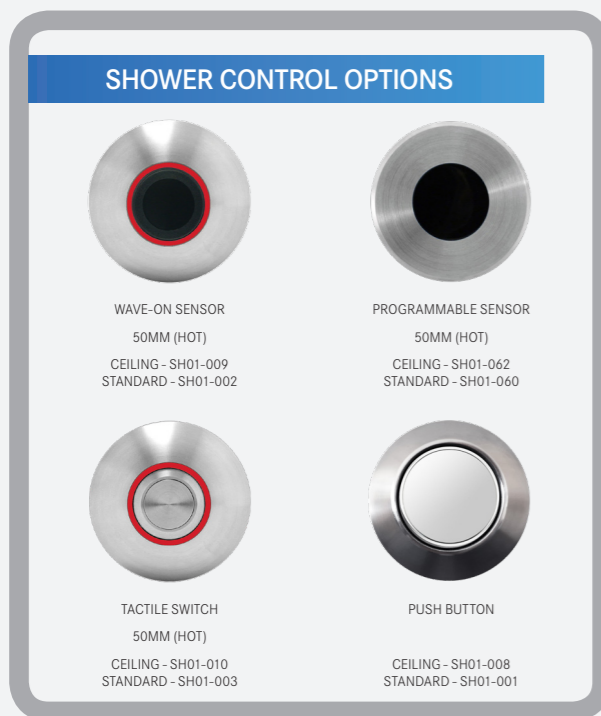 SHOWER CONTROL OPTIONS
WAVE-ON SENSOR
50MM (HOT)
CEILING - SH01-009
STANDARD - SH01-002
PROGRAMMABLE SENSOR
50MM (HOT)
CEILING - SH01-062
STANDARD - SH01-060
TACTILE SWITCH
50MM (HOT)
CEILING - SH01-010
STANDARD - SH01-003
PUSH BUTTON
CEILING - SH01-008
STANDARD - SH01-001